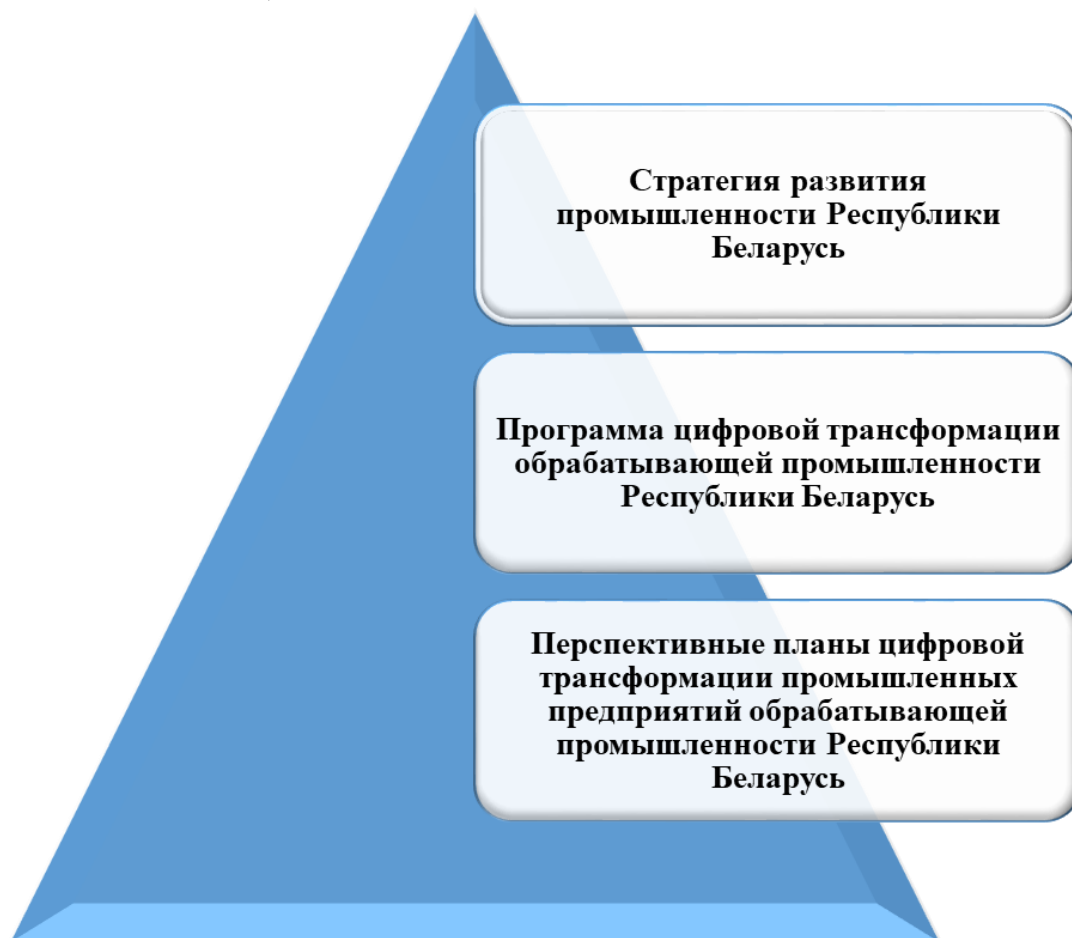 Стратегия развития
промышленности Республики
Беларусь
Программа цифровой трансформации
обрабатывающей промышленности
Республики Беларусь
Перспективные планы цифровой
трансформации промышленных
предприятий обрабатывающей
промышленности Республики
Беларусь